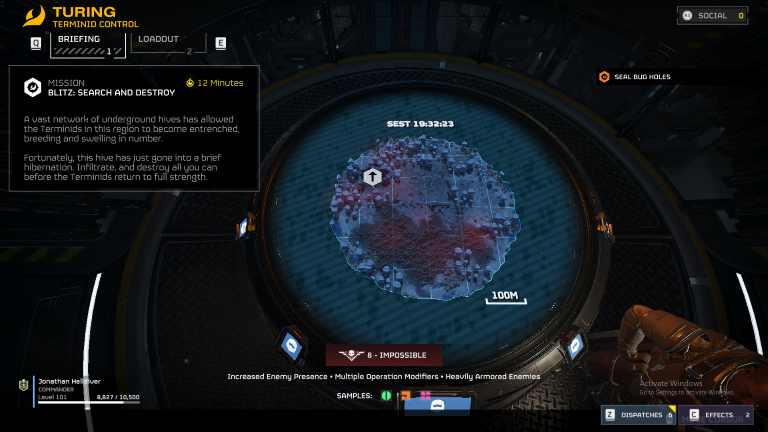 TURING
TERMINID CONTROL
SOCIAL 0
Q
BRIEFING
1
LOADOUT
2
E
MISSION
12 Minutes
BLITZ: SEARCH AND DESTROY
SEAL BUG HOLES
A vast network of underground hives has allowed
the Terminids in this region to become entrenched,
breeding and swelling in number.
Fortunately, this hive has just gone into a brief
hibernation. Infiltrate, and destroy all you can
before the Terminids return to full strength.
SEST 19:32:23
100M
8 - IMPOSSIBLE
Increased Enemy Presence • Multiple Operation Modifiers • Heavily Armored Enemies
SAMPLES:
Jonathan Helldiver
COMMANDER
Level 101
8,827 / 10,500
Activate Windows
Go to Settings to activate Windows.
Z DISPATCHES 6
C EFFECTS 2
CURSOR